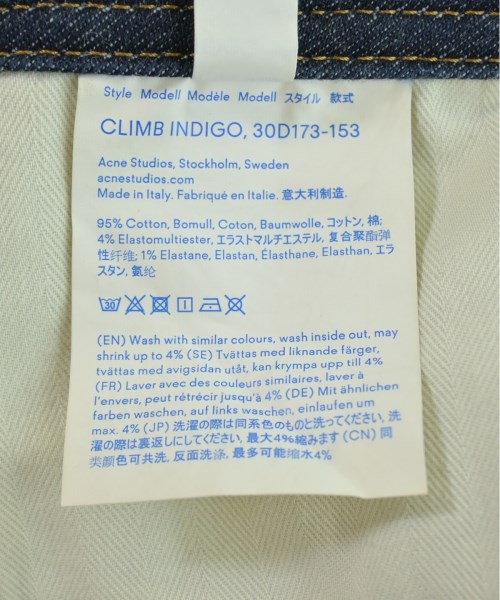 Style Modell Modèle Modell スタイル 款式
CLIMB INDIGO, 30D173-153
Acne Studios, Stockholm, Sweden
acnestudios.com
Made in Italy. Fabriqué en Italie. 意大利制造.
95% Cotton, Bomull, Coton, Baumwolle, コットン, 棉;
4% Elastomultiester, エラストマルチエステル, 复合聚酯弹
性纤维; 1% Elastane, Elastan, Élasthane, Elasthan, エラ
スタン, 氨纶
30
(EN) Wash with similar colours, wash inside out, may
shrink up to 4% (SE) Tvättas med liknande färger,
tvättas med avigsidan utåt, kan krympa upp till 4%
(FR) Laver avec des couleurs similaires, laver à
l'envers, peut rétrécir jusqu'à 4% (DE) Mit ähnlichen
farben waschen, auf links waschen, einlaufen um
max. 4% (JP) 洗濯の際は同系色のものと洗ってください, 洗
濯の際は裏返しにしてください, 最大4%縮みます (CN) 同
类颜色可共洗, 反面洗涤, 最多可能缩水4%